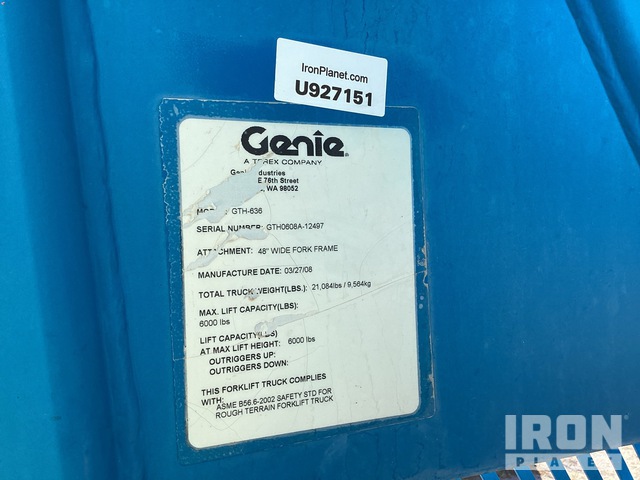 IronPlanet.com
U927151
Genie
A TEREX COMPANY
E 76th Street
WA 98052
GTH-636
SERIAL NUMBER: GTH0608A-12497
ATTACHMENT: 48" WIDE FORK FRAME
MANUFACTURE DATE: 03/27/08
TOTAL TRUCK WEIGHT(LBS.): 21,084lbs / 9,564kg
MAX. LIFT CAPACITY(LBS):
6000 lbs
LIFT CAPACITY(LBS)
AT MAX LIFT HEIGHT: 6000 lbs
OUTRIGGERS UP:
OUTRIGGERS DOWN:
THIS FORKLIFT TRUCK COMPLIES
WITH: ASME B56.6-2002 SAFETY STD FOR
ROUGH TERRAIN FORKLIFT TRUCK
IRON
PLANET